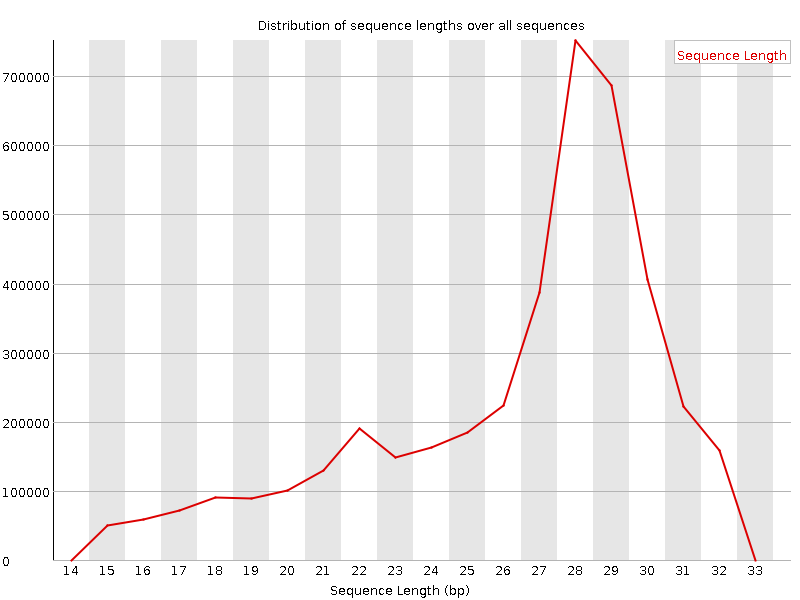 Distribution of sequence lengths over all sequences
Sequence Length
700000
600000
500000
400000
300000
200000
100000
0
14 15 16 17 18 19 20 21 22 23 24 25 26 27 28 29 30 31 32 33
Sequence Length (bp)